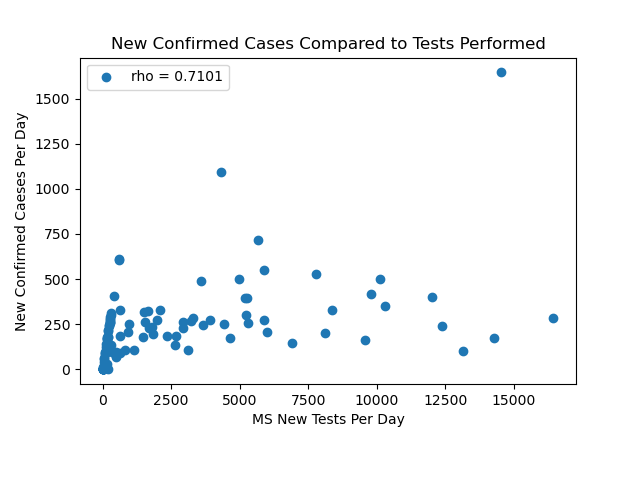 New Confirmed Cases Compared to Tests Performed
rho = 0.7101
New Confirmed Caeses Per Day
1500
1250
1000
750
500
250
0
0 2500 5000 7500 10000 12500 15000
MS New Tests Per Day